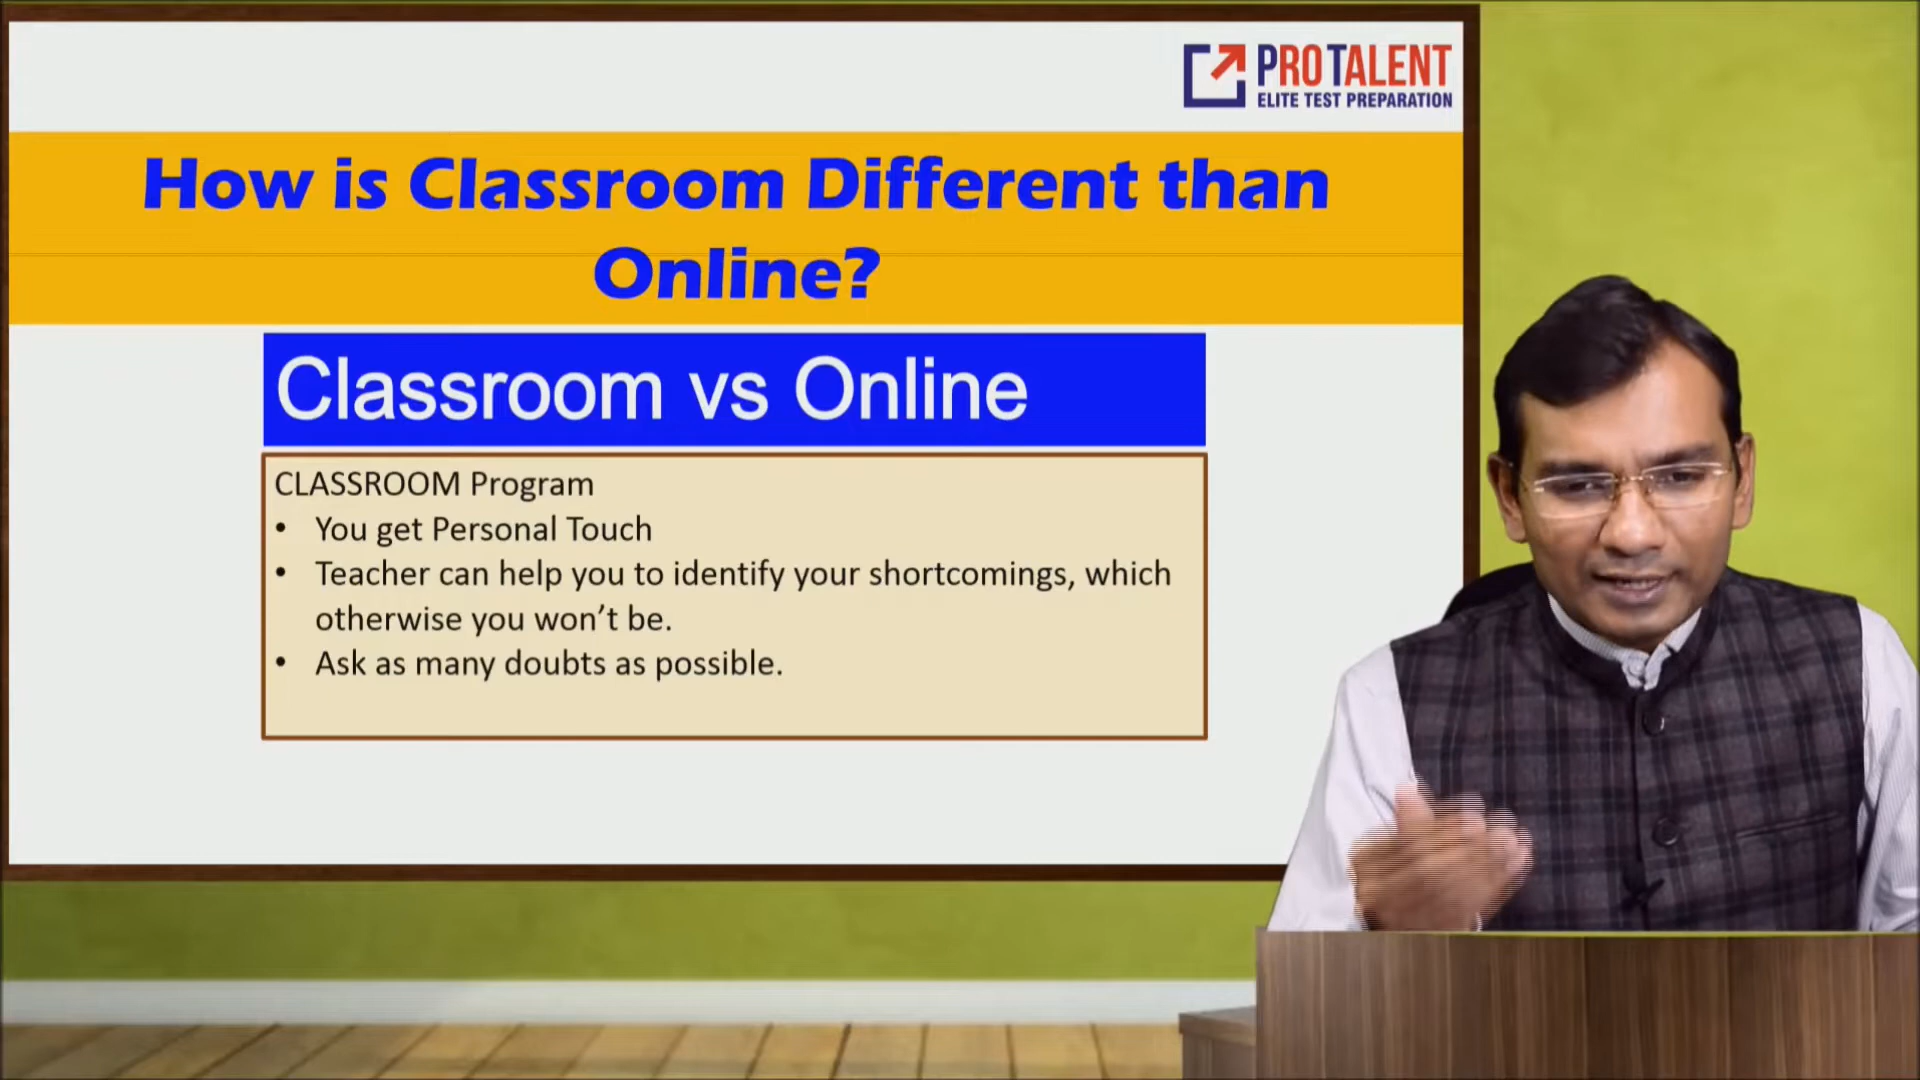 PROTALENT
ELITE TEST PREPARATION
How is Classroom Different than
Online?
Classroom vs Online
CLASSROOM Program
• You get Personal Touch
• Teacher can help you to identify your shortcomings, which
otherwise you won’t be.
• Ask as many doubts as possible.